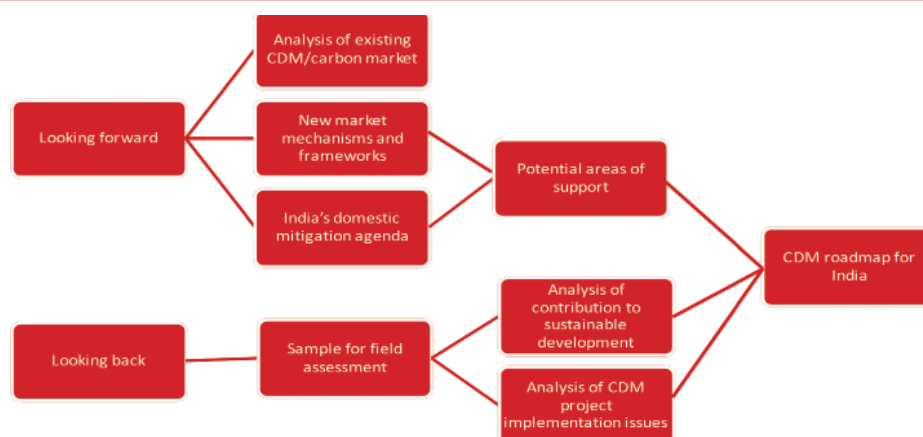 Analysis of existing
CDM/carbon market
Looking forward
New market
mechanisms and
frameworks
India's domestic
mitigation agenda
Potential areas of
support
CDM roadmap for
India
Looking back
Sample for field
assessment
Analysis of
contribution to
sustainable
development
Analysis of CDM
project
implementation issues